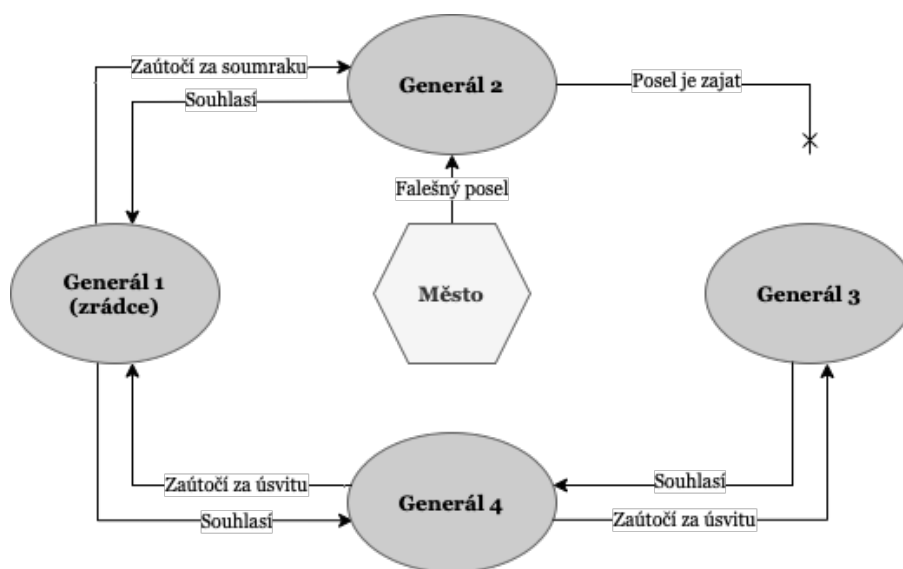 Zaútočí za soumraku
Generál 2
Posel je zajat
Souhlasí
Falešný posel
Generál 1
(zrádce)
Město
Generál 3
Zaútočí za úsvitu
Souhlasí
Souhlasí
Generál 4
Zaútočí za úsvitu